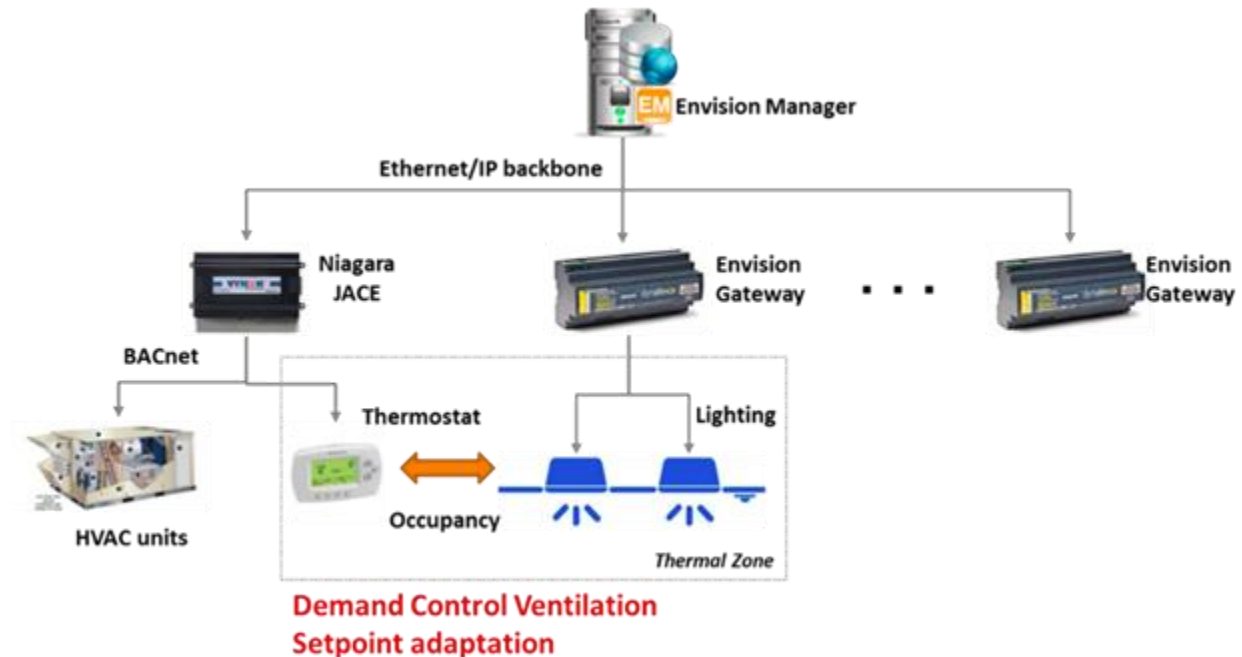 EM
Envision Manager
Ethernet/IP backbone
Niagara
JACE
Envision
Gateway
. . .
Envision
Gateway
BACnet
Thermostat
Lighting
Occupancy
HVAC units
Thermal Zone
Demand Control Ventilation
Setpoint adaptation